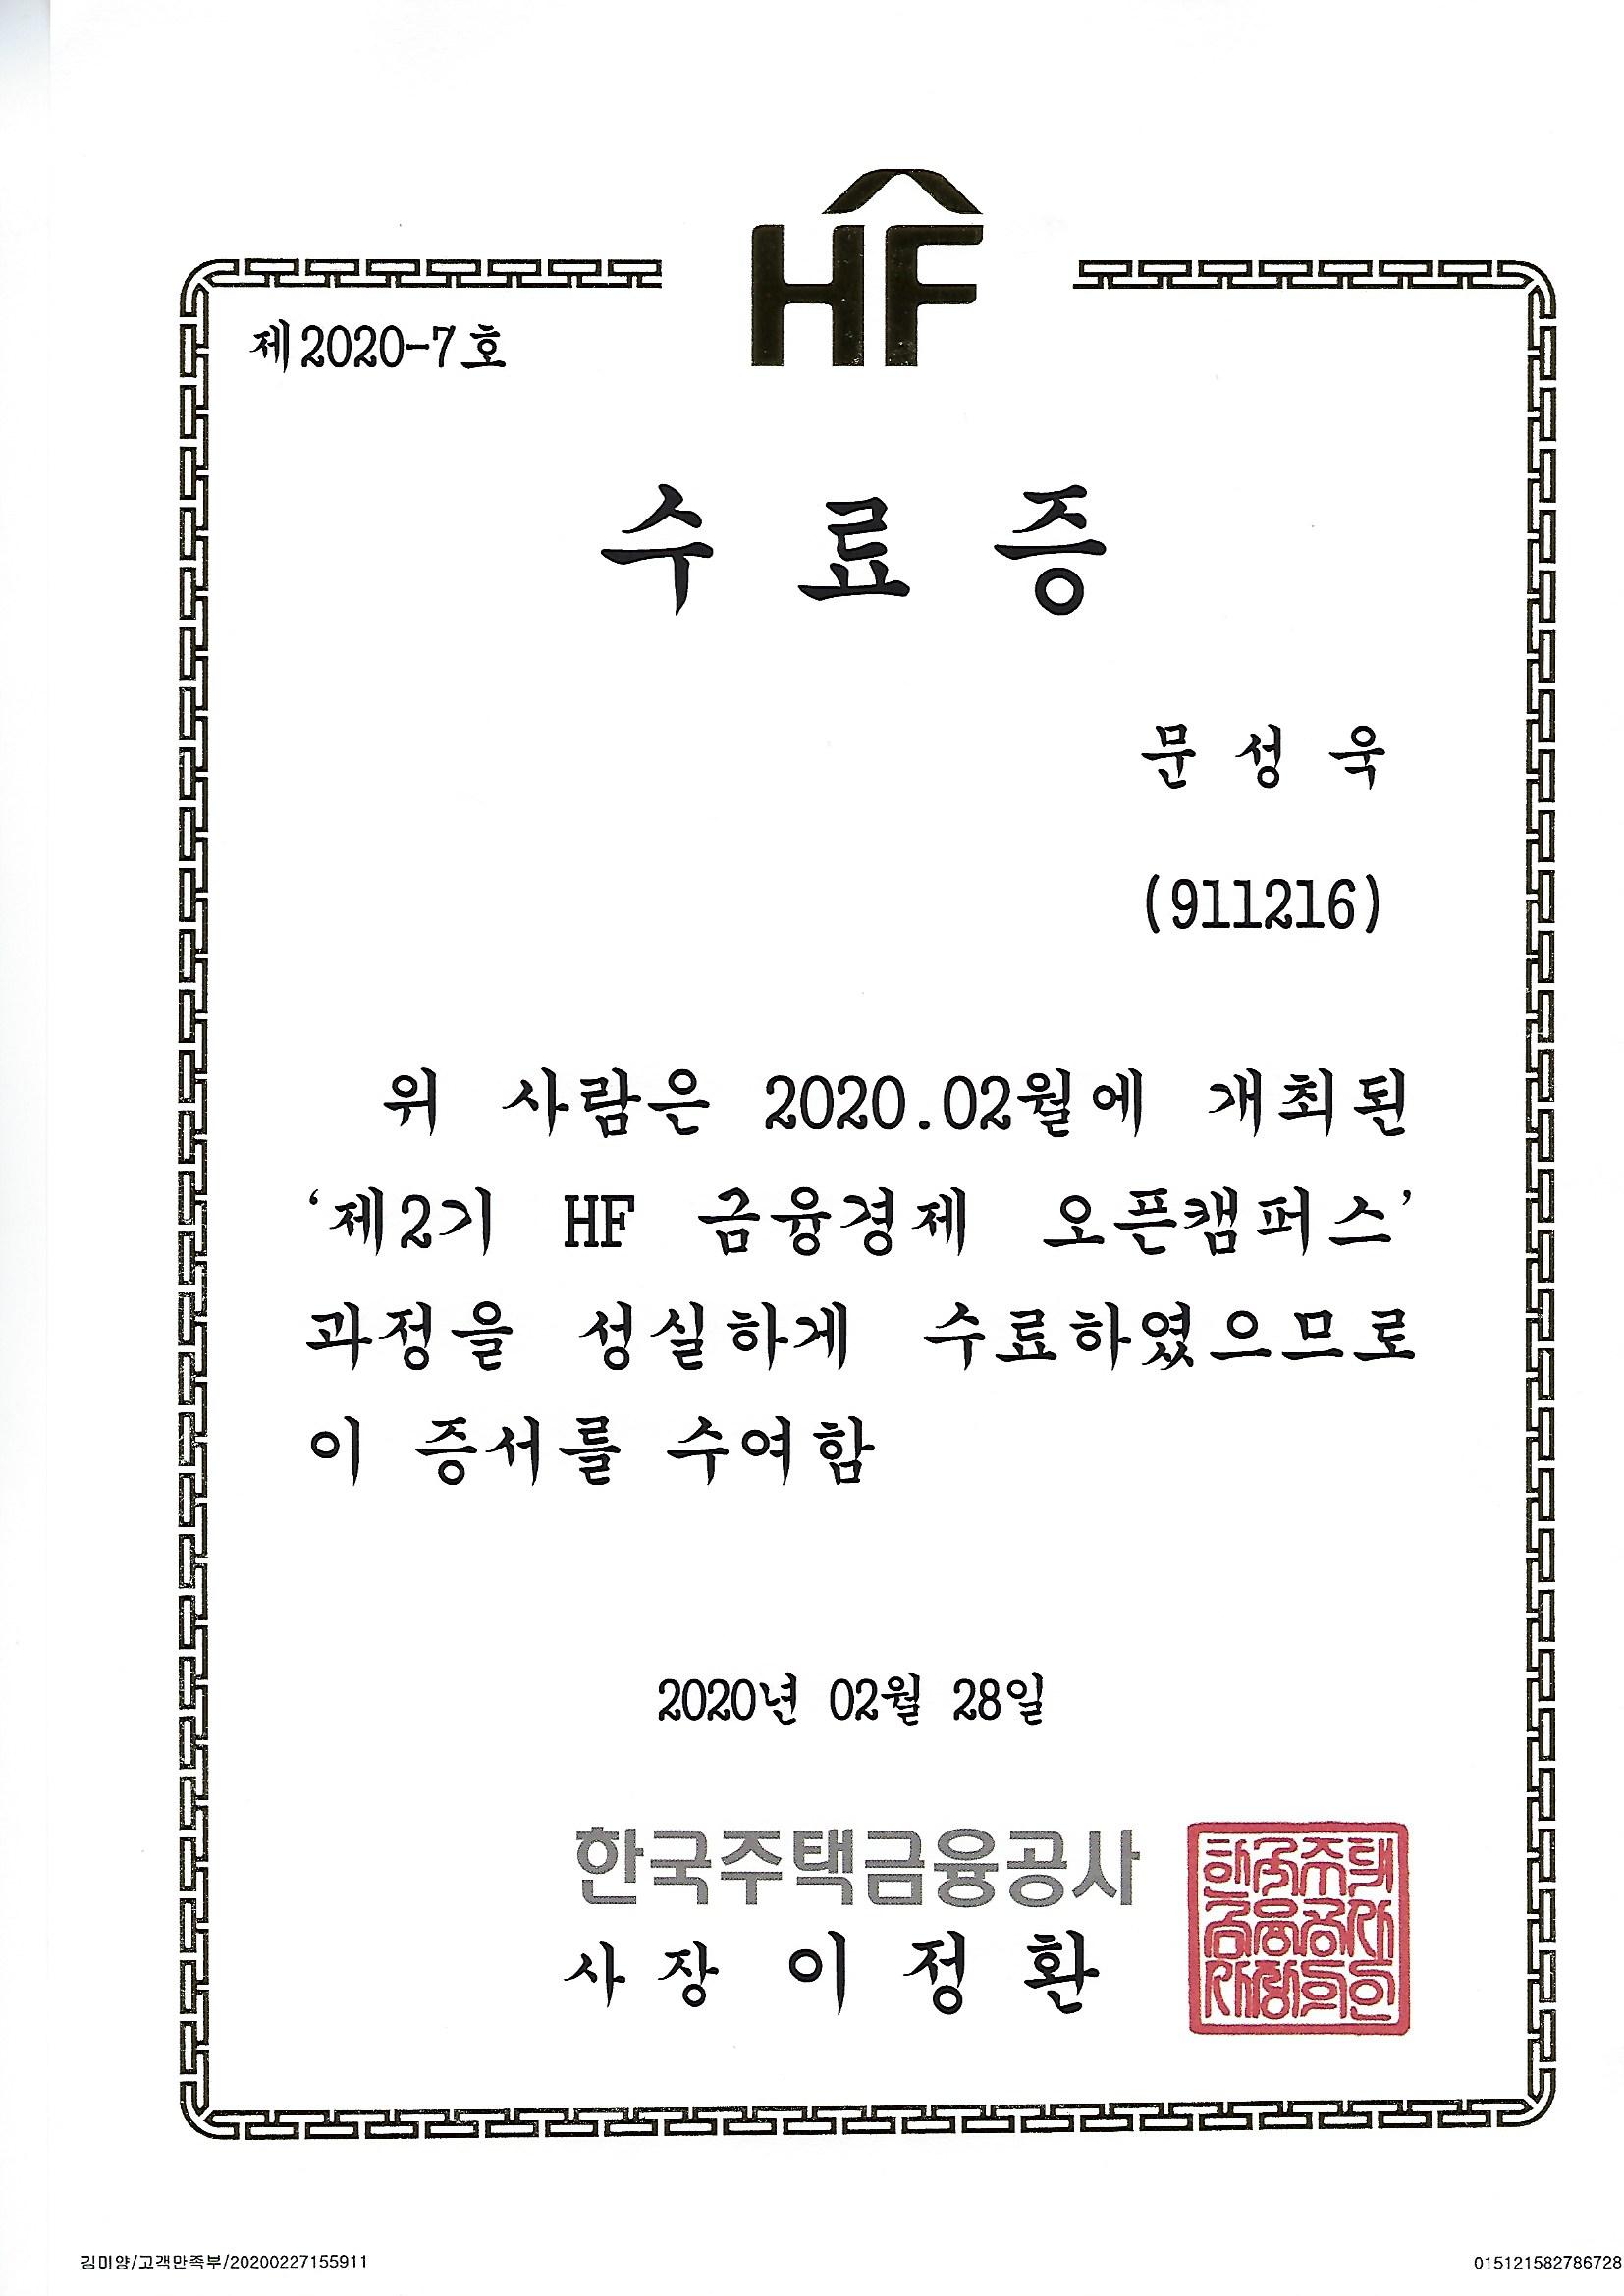 HF
제2020-7호
수 료 증
문 성 욱
(911216)
위 사람은 2020.02월에 개최된
‘제2기 HF 금융경제 오픈캠퍼스’
과정을 성실하게 수료하였으므로
이 증서를 수여함
2020년 02월 28일
한국주택금융공사
사장 이 정 환
한국주택
금융공사
사장의인
김미양/고객만족부/20200227155911
015121582786728